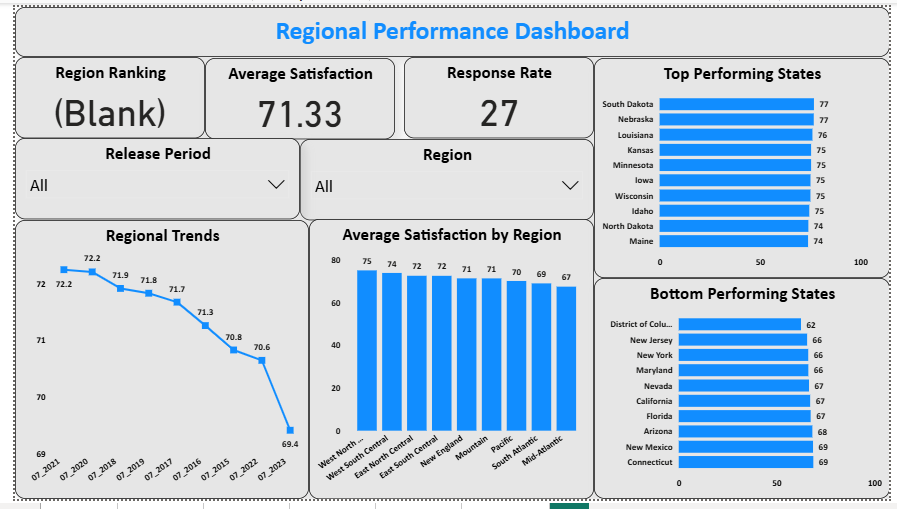 Regional Performance Dashboard
Region Ranking
(Blank)
Average Satisfaction
71.33
Response Rate
27
Release Period
All
Region
All
Top Performing States
South Dakota 77
Nebraska 77
Louisiana 76
Kansas 75
Minnesota 75
Iowa 75
Wisconsin 75
Idaho 75
North Dakota 74
Maine 74
0 50 100
Regional Trends
72
71
70
69
72.2
72.2
71.9
71.8
71.7
71.3
70.8
70.6
69.4
07_2021
07_2020
07_2018
07_2019
07_2017
07_2016
07_2015
07_2022
07_2023
Average Satisfaction by Region
80
60
40
20
0
75 74 72 72 71 71 70 69 67
West North ...
West South Central
East North Central
East South Central
New England
Mountain
Pacific
South Atlantic
Mid-Atlantic
Bottom Performing States
District of Colu... 62
New Jersey 66
New York 66
Maryland 66
Nevada 67
California 67
Florida 67
Arizona 68
New Mexico 69
Connecticut 69
0 50 100